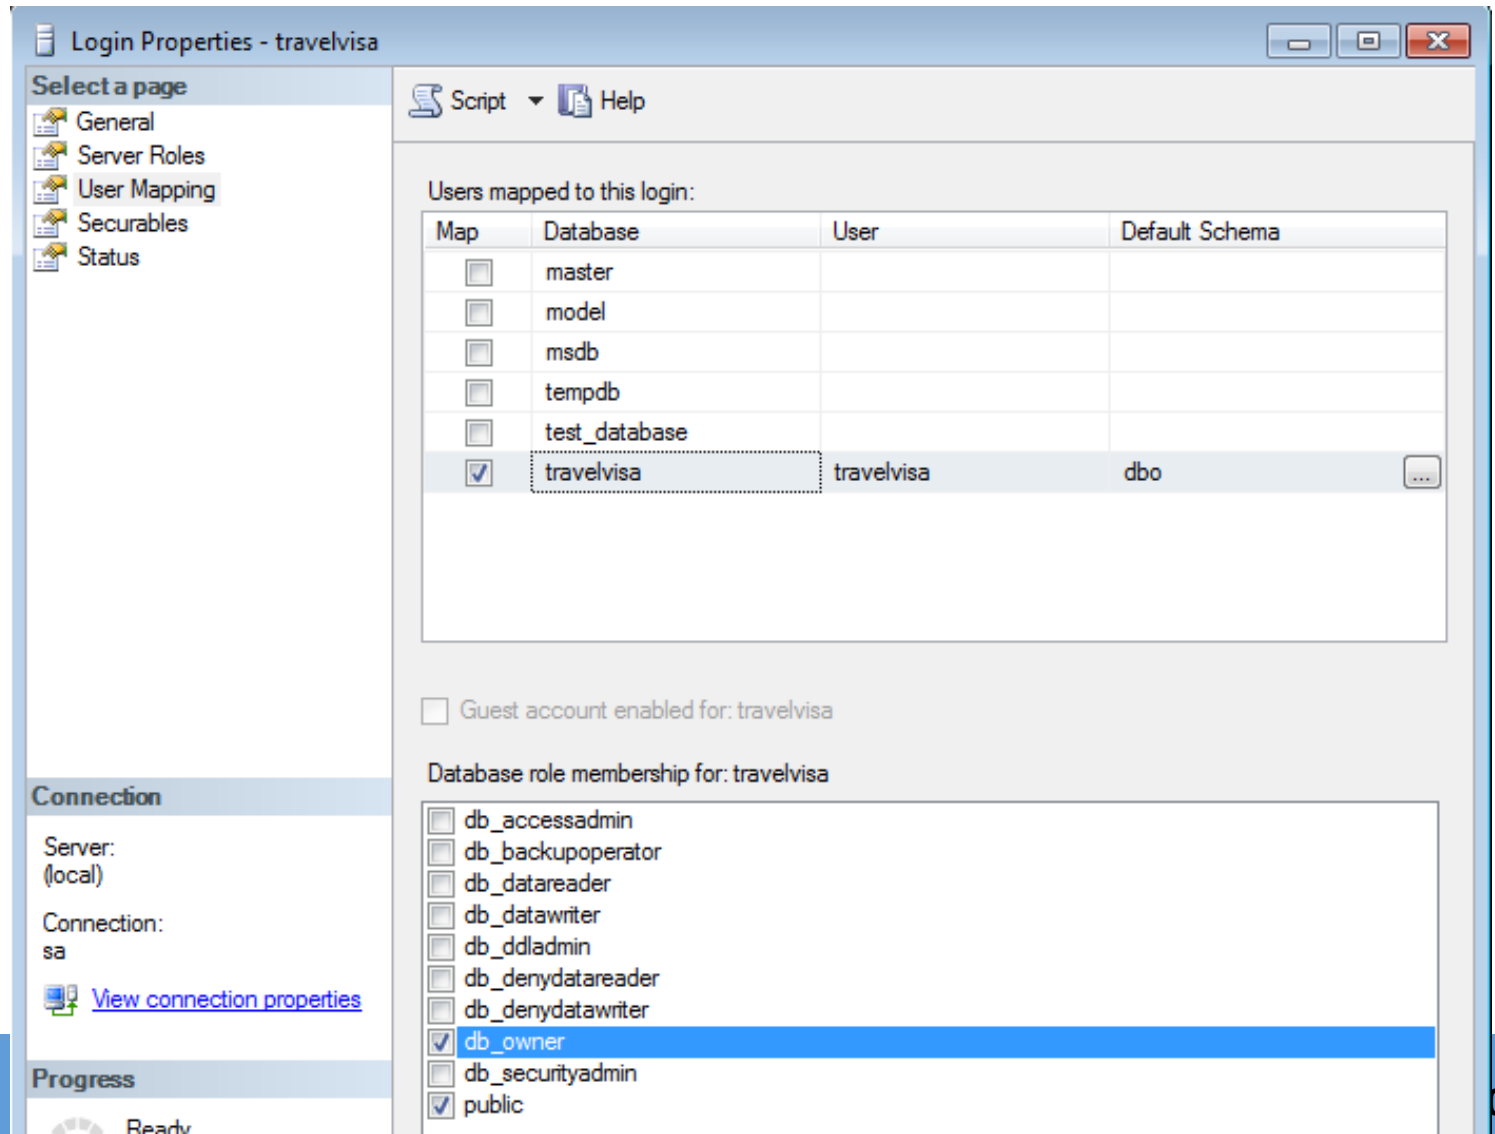 Login Properties - travelvisa
Select a page
General
Server Roles
User Mapping
Securables
Status
Script Help
Users mapped to this login:
Map Database User Default Schema
master
model
msdb
tempdb
test_database
travelvisa travelvisa dbo ...
Guest account enabled for: travelvisa
Database role membership for: travelvisa
db_accessadmin
db_backupoperator
db_datareader
db_datawriter
db_ddladmin
db_denydatareader
db_denydatawriter
db_owner
db_securityadmin
public
Connection
Server:
(local)
Connection:
sa
View connection properties
Progress
Ready